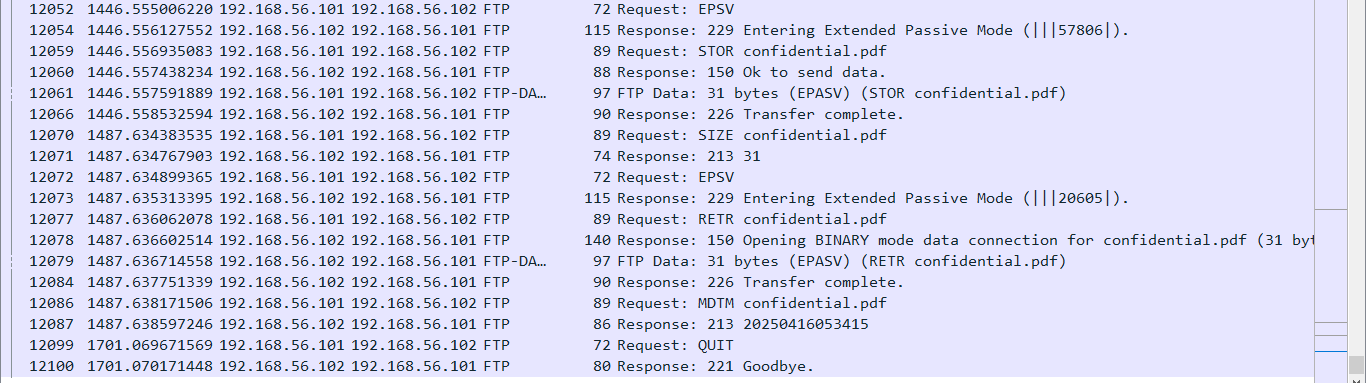 12052 1446.555006220 192.168.56.101 192.168.56.102 FTP 72 Request: EPSV
12054 1446.556127552 192.168.56.102 192.168.56.101 FTP 115 Response: 229 Entering Extended Passive Mode (|||57806|).
12059 1446.556935083 192.168.56.101 192.168.56.102 FTP 89 Request: STOR confidential.pdf
12060 1446.557438234 192.168.56.102 192.168.56.101 FTP 88 Response: 150 Ok to send data.
12061 1446.557591889 192.168.56.101 192.168.56.102 FTP-DA… 97 FTP Data: 31 bytes (EPASV) (STOR confidential.pdf)
12066 1446.558532594 192.168.56.102 192.168.56.101 FTP 90 Response: 226 Transfer complete.
12070 1487.634383535 192.168.56.101 192.168.56.102 FTP 89 Request: SIZE confidential.pdf
12071 1487.634767903 192.168.56.102 192.168.56.101 FTP 74 Response: 213 31
12072 1487.634899365 192.168.56.101 192.168.56.102 FTP 72 Request: EPSV
12073 1487.635313395 192.168.56.102 192.168.56.101 FTP 115 Response: 229 Entering Extended Passive Mode (|||20605|).
12077 1487.636062078 192.168.56.101 192.168.56.102 FTP 89 Request: RETR confidential.pdf
12078 1487.636602514 192.168.56.102 192.168.56.101 FTP 140 Response: 150 Opening BINARY mode data connection for confidential.pdf (31 byt
12079 1487.636714558 192.168.56.102 192.168.56.101 FTP-DA… 97 FTP Data: 31 bytes (EPASV) (RETR confidential.pdf)
12084 1487.637751339 192.168.56.102 192.168.56.101 FTP 90 Response: 226 Transfer complete.
12086 1487.638171506 192.168.56.101 192.168.56.102 FTP 89 Request: MDTM confidential.pdf
12087 1487.638597246 192.168.56.102 192.168.56.101 FTP 86 Response: 213 20250416053415
12099 1701.069671569 192.168.56.101 192.168.56.102 FTP 72 Request: QUIT
12100 1701.070171448 192.168.56.102 192.168.56.101 FTP 80 Response: 221 Goodbye.